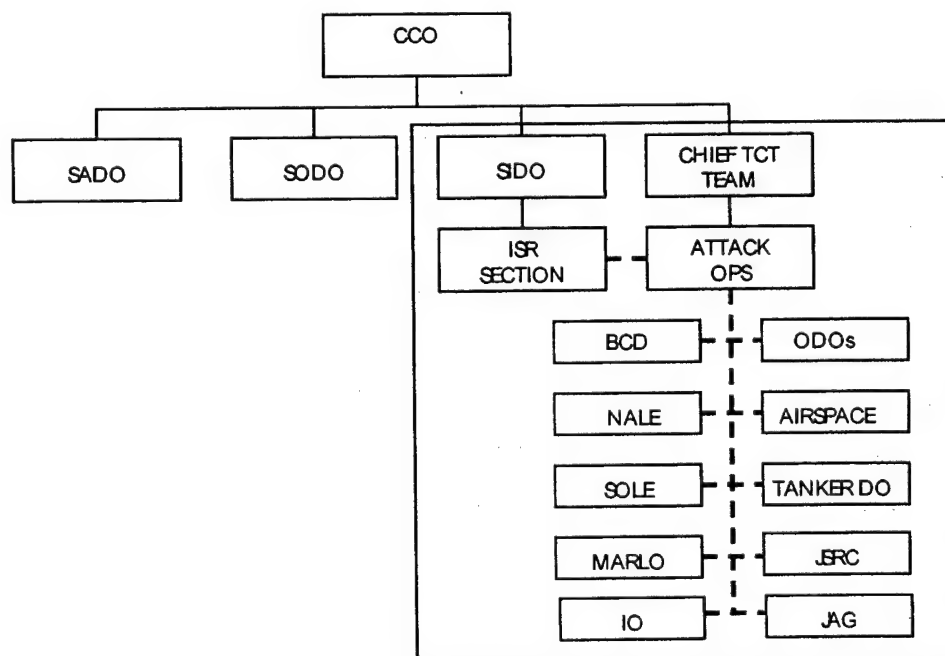 CCO
SADO
SODO
SIDO
CHIEF TCT
TEAM
ISR
SECTION
ATTACK
OPS
BCD
ODOs
NALE
AIRSPACE
SOLE
TANKER DO
MARLO
JSRC
IO
JAG